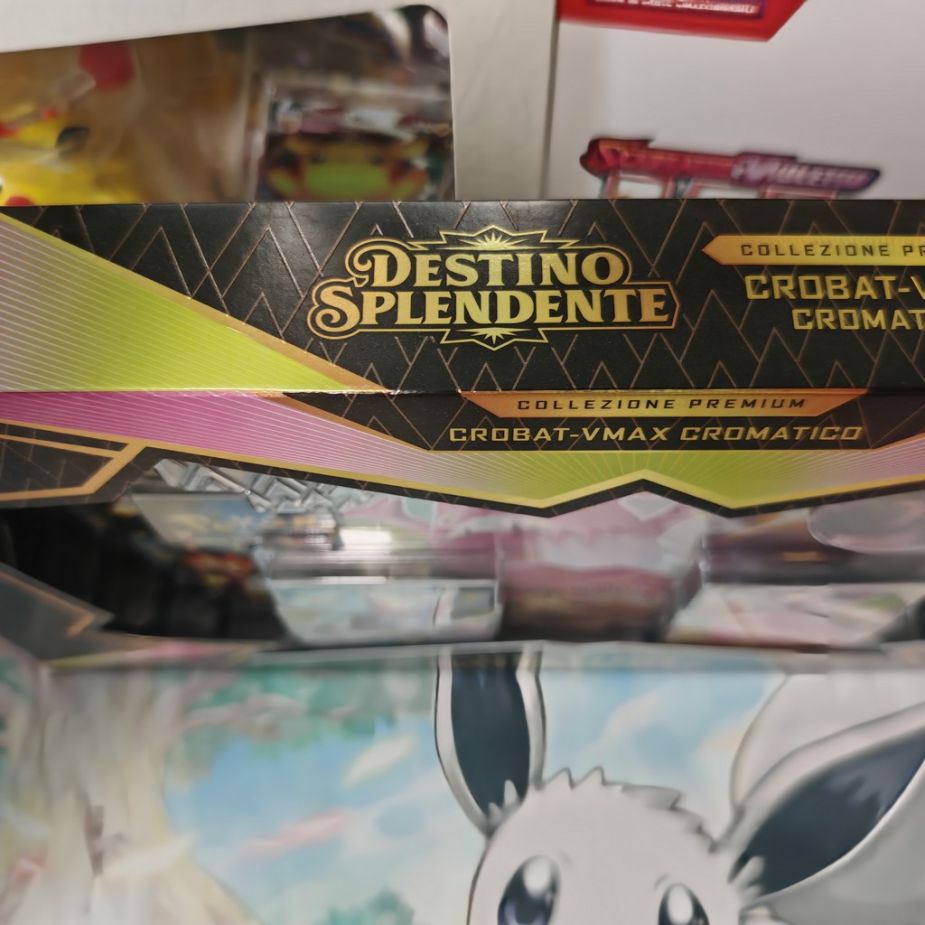 DESTINO
SPLENDENTE
COLLEZIONE PR
CROBAT-V
CROMAT
COLLEZIONE PREMIUM
CROBAT-VMAX CROMATICO